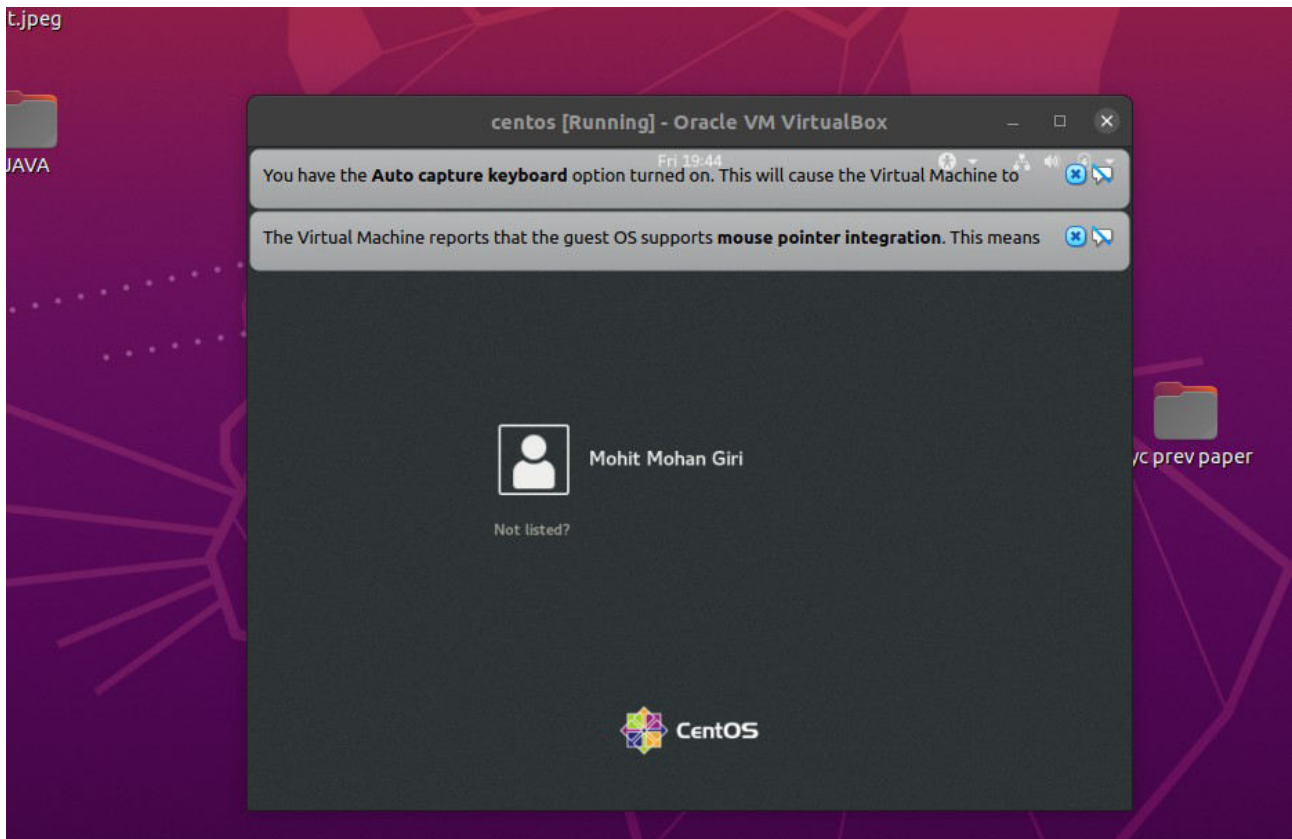 t.jpeg
JAVA
centos [Running] - Oracle VM VirtualBox
Fri 19:44
You have the Auto capture keyboard option turned on. This will cause the Virtual Machine to
The Virtual Machine reports that the guest OS supports mouse pointer integration. This means
Mohit Mohan Giri
Not listed?
yc prev paper
CentOS